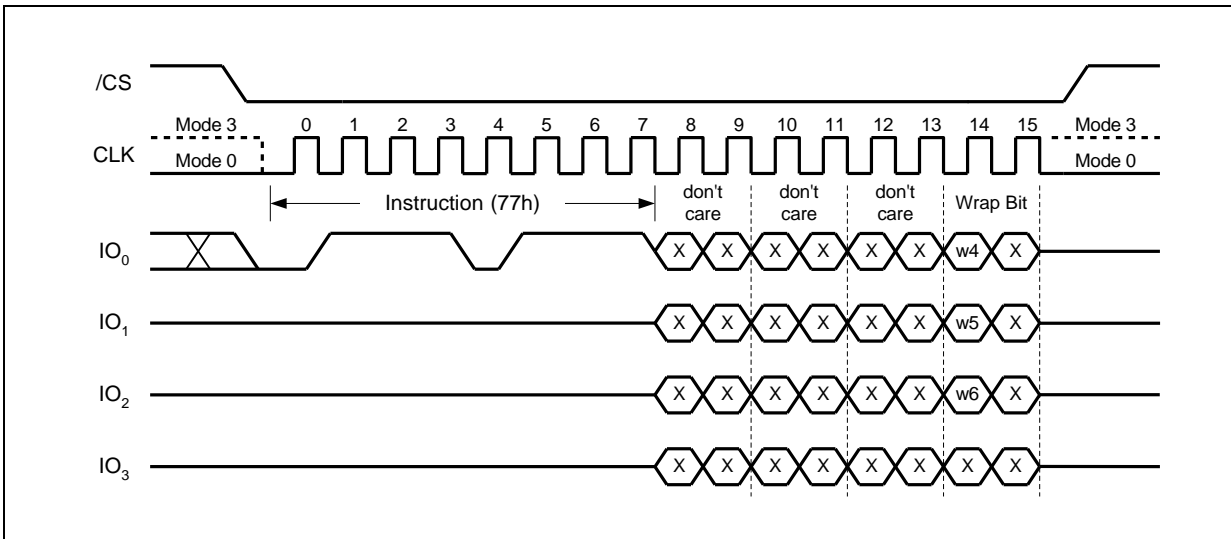 /CS
Mode 3 0 1 2 3 4 5 6 7 8 9 10 11 12 13 14 15 Mode 3
CLK
Mode 0 Mode 0
Instruction (77h) don't care don't care don't care Wrap Bit
IO0 X X X X X X w4 X
IO1 X X X X X X w5 X
IO2 X X X X X X w6 X
IO3 X X X X X X X X